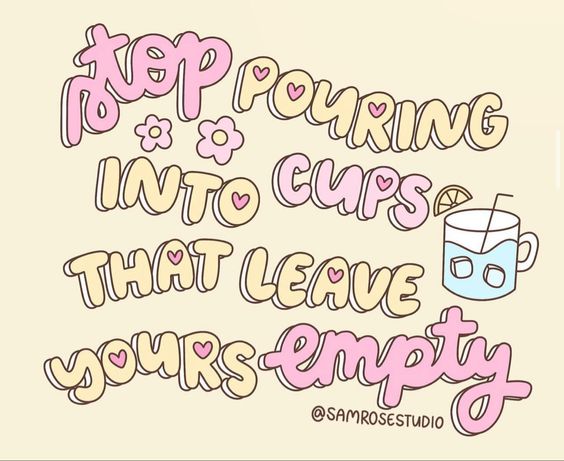 stop POURING
INTO CUPS
THAT LEAVE
YOURS empty
@SAMROSESTUDIO